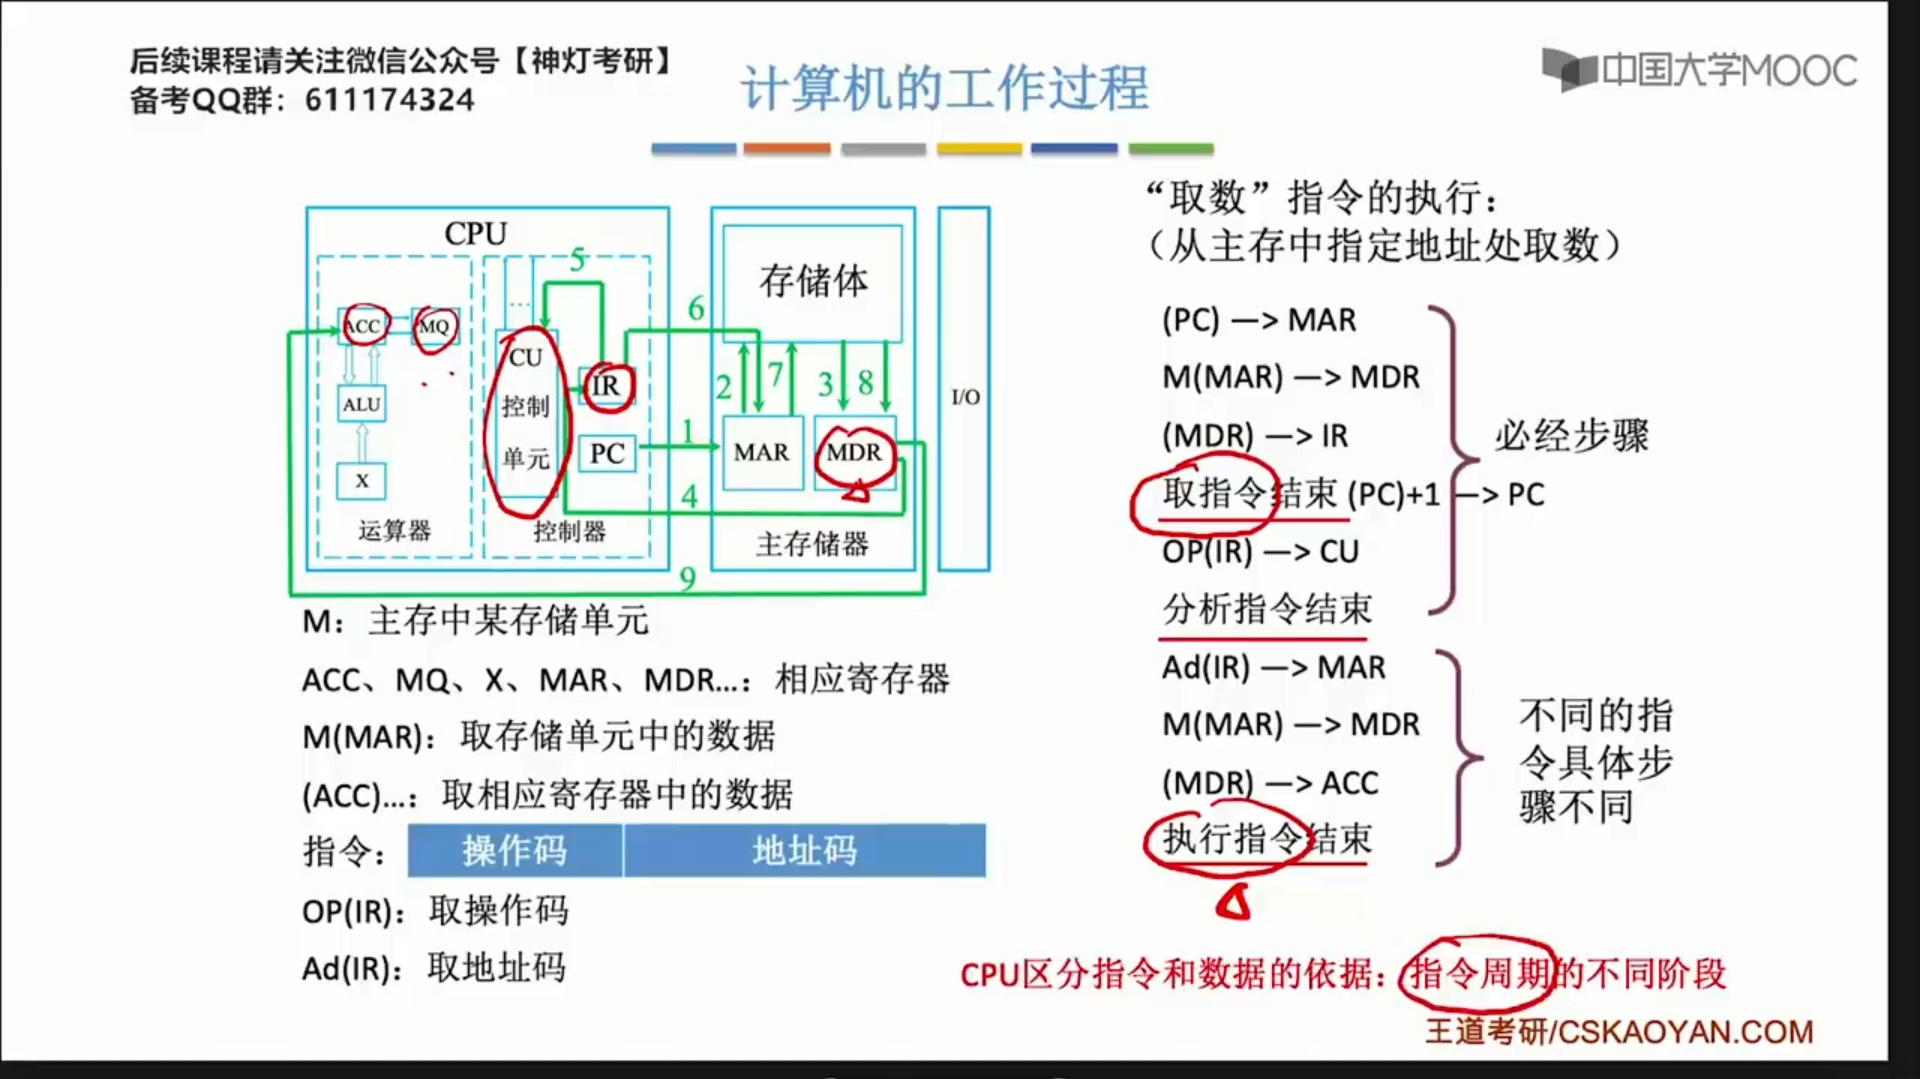 后续课程请关注微信公众号【神灯考研】
备考QQ群：611174324
计算机的工作过程
中国大学MOOC
CPU
ACC
MQ
ALU
X
运算器
...
CU
控制
单元
IR
PC
控制器
存储体
MAR
MDR
主存储器
I/O
1
2
3
4
5
6
7
8
9
M：主存中某存储单元
ACC、MQ、X、MAR、MDR...：相应寄存器
M(MAR)：取存储单元中的数据
(ACC)...：取相应寄存器中的数据
指令：操作码 地址码
OP(IR)：取操作码
Ad(IR)：取地址码
“取数”指令的执行：
（从主存中指定地址处取数）
(PC) —> MAR
M(MAR) —> MDR
(MDR) —> IR
取指令结束 (PC)+1 —> PC
OP(IR) —> CU
分析指令结束
必经步骤
Ad(IR) —> MAR
M(MAR) —> MDR
(MDR) —> ACC
执行指令结束
不同的指
令具体步
骤不同
CPU区分指令和数据的依据：指令周期的不同阶段
王道考研/CSKAOYAN.COM